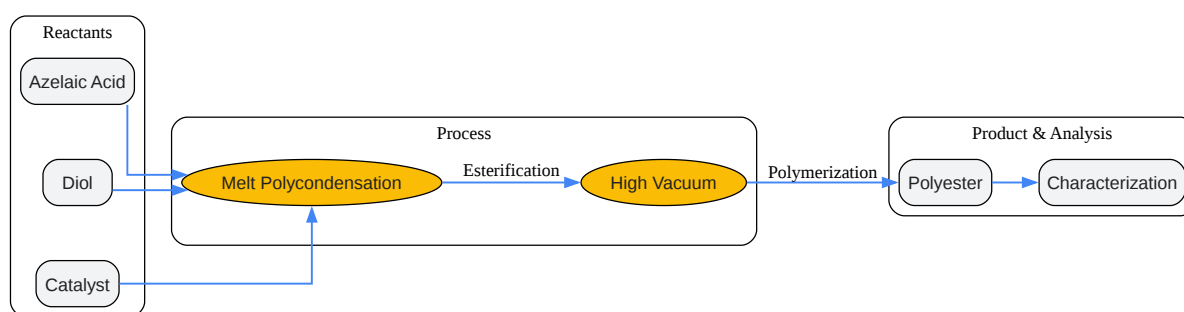 Reactants
Azelaic Acid
Diol
Catalyst
Process
Melt Polycondensation
Esterification
High Vacuum
Polymerization
Product & Analysis
Polyester
Characterization